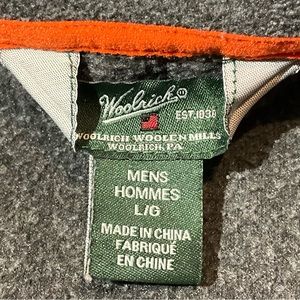 Woolrich
EST. 1830
WOOLRICH WOOLEN MILLS
WOOLRICH, PA
MENS
HOMMES
L/G
MADE IN CHINA
FABRIQUÉ
EN CHINE